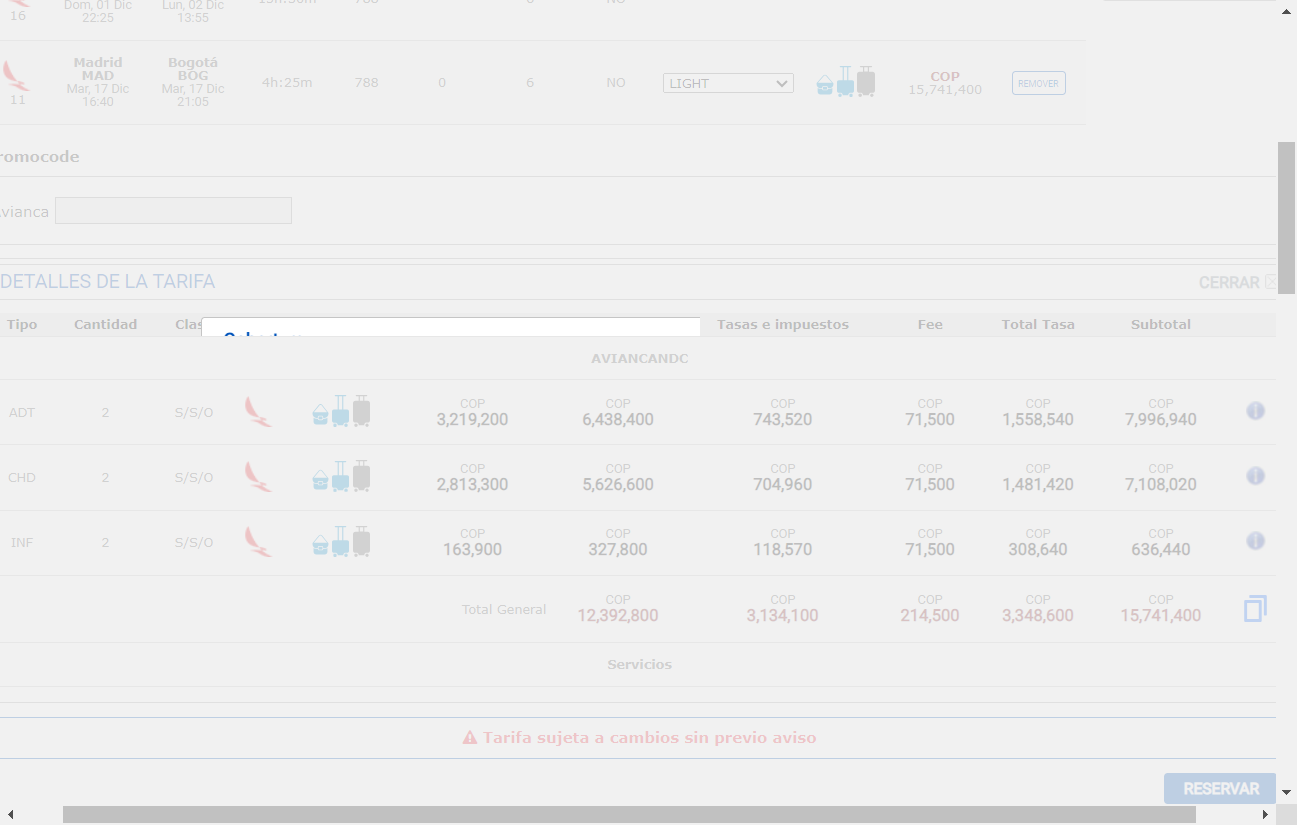 16
Dom, 01 Dic
22:25
Lun, 02 Dic
13:55
11
Madrid
MAD
Mar, 17 Dic
16:40
Bogotá
BOG
Mar, 17 Dic
21:05
4h:25m
788
0
6
NO
LIGHT
COP
15,741,400
REMOVER
romocode
vianca
DETALLES DE LA TARIFA
CERRAR
Tipo Cantidad Clas Tasas e impuestos Fee Total Tasa Subtotal
AVIANCANDC
ADT 2 S/S/O COP 3,219,200 COP 6,438,400 COP 743,520 COP 71,500 COP 1,558,540 COP 7,996,940
CHD 2 S/S/O COP 2,813,300 COP 5,626,600 COP 704,960 COP 71,500 COP 1,481,420 COP 7,108,020
INF 2 S/S/O COP 163,900 COP 327,800 COP 118,570 COP 71,500 COP 308,640 COP 636,440
Total General COP 12,392,800 COP 3,134,100 COP 214,500 COP 3,348,600 COP 15,741,400
Servicios
Tarifa sujeta a cambios sin previo aviso
RESERVAR